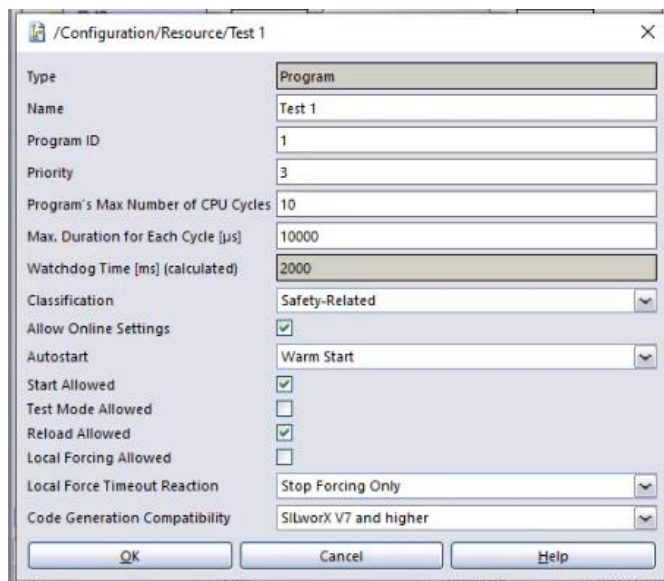 /Configuration/Resource/Test 1
Type Program
Name Test 1
Program ID 1
Priority 3
Program's Max Number of CPU Cycles 10
Max. Duration for Each Cycle [µs] 10000
Watchdog Time [ms] (calculated) 2000
Classification Safety-Related
Allow Online Settings
Autostart Warm Start
Start Allowed
Test Mode Allowed
Reload Allowed
Local Forcing Allowed
Local Force Timeout Reaction Stop Forcing Only
Code Generation Compatibility SILworX V7 and higher
OK Cancel Help